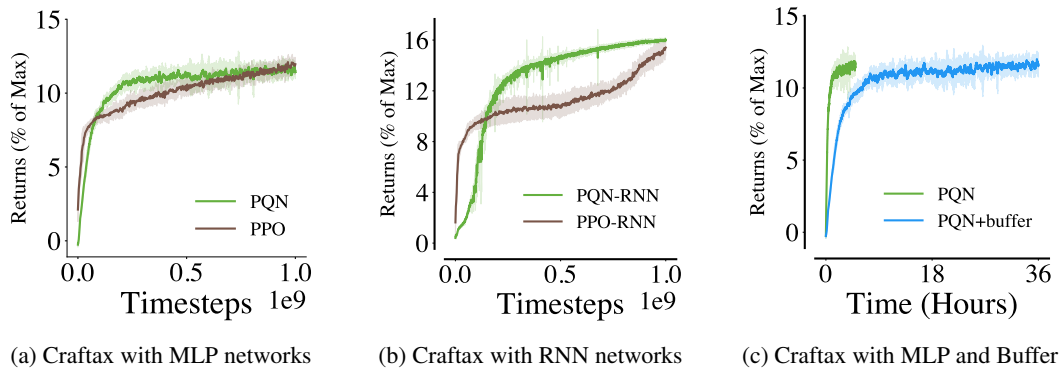 Returns (% of Max)
15
10
5
0
PQN
PPO
0.0
0.5
1.0
Timesteps
1e9
(a) Craftax with MLP networks
Returns (% of Max)
16
12
8
4
0
PQN-RNN
PPO-RNN
0.0
0.5
1.0
Timesteps
1e9
(b) Craftax with RNN networks
Returns (% of Max)
15
10
5
0
PQN
PQN+buffer
0
18
36
Time (Hours)
(c) Craftax with MLP and Buffer